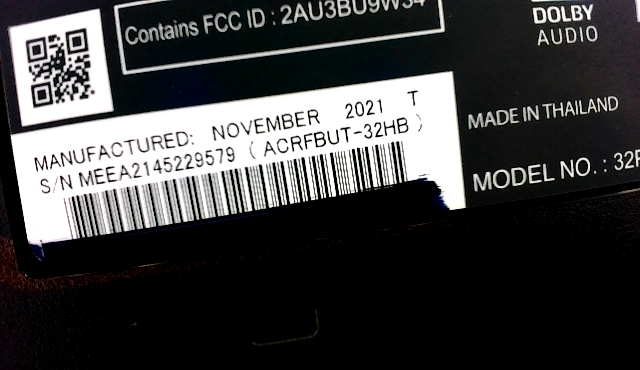 Contains FCC ID : 2AU3BU9W34
DOLBY
AUDIO
MANUFACTURED: NOVEMBER 2021 T
S/N MEEA2145229579 ( ACRFBUT-32HB )
MADE IN THAILAND
MODEL NO. : 32